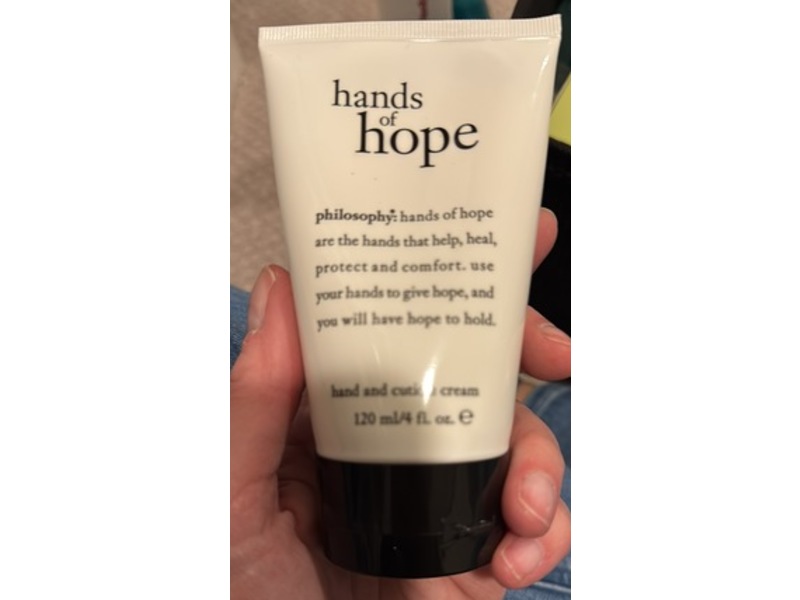 hands
of
hope
philosophy: hands of hope
are the hands that help, heal,
protect and comfort. use
your hands to give hope, and
you will have hope to hold.
hand and cuticle cream
120 ml/4 fl. oz. ℮